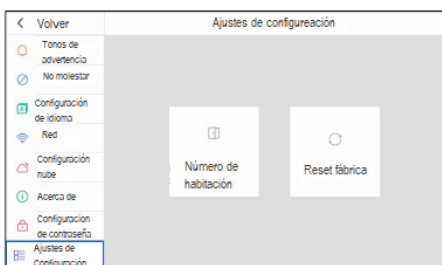 Volver
Ajustes de configureación
Tonos de
advertencia
No molestar
Configuración
de idioma
Red
Configuración
nube
Acerca de
Configuracion
de contraseña
Ajustes de
Configuración
Número de
habitación
Reset fábrica